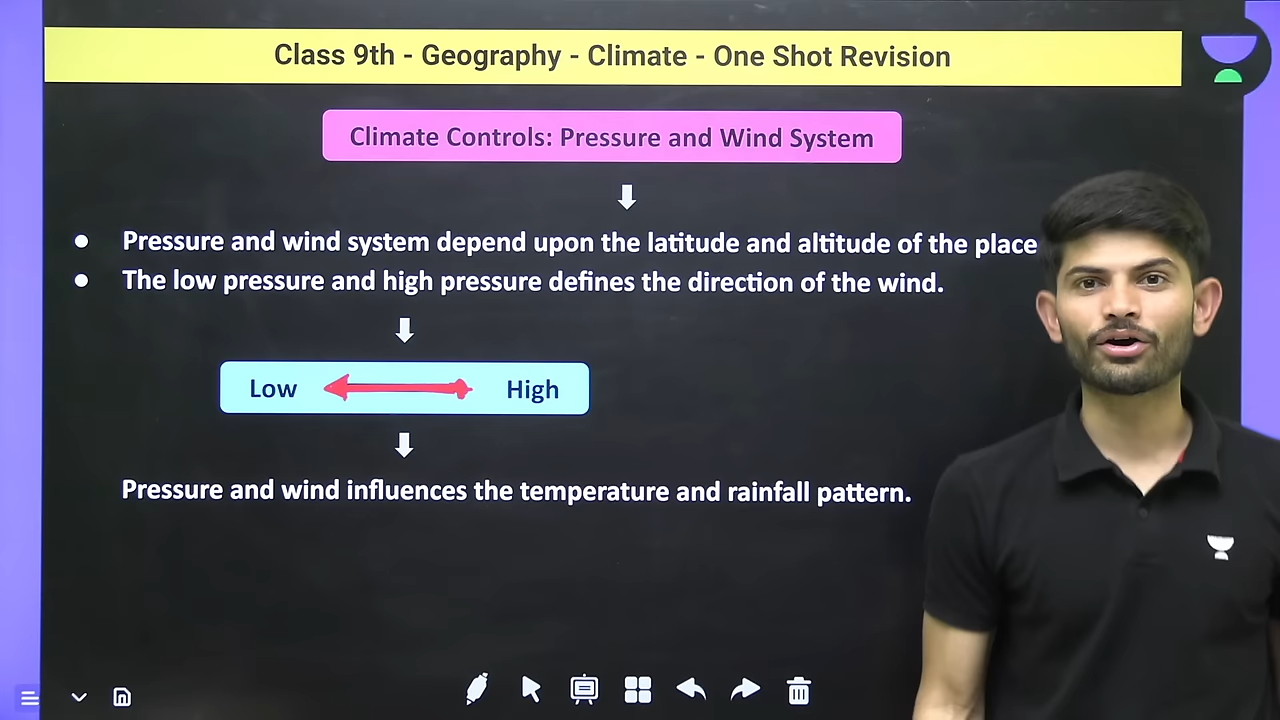 Class 9th - Geography - Climate - One Shot Revision
Climate Controls: Pressure and Wind System
● Pressure and wind system depend upon the latitude and altitude of the place
● The low pressure and high pressure defines the direction of the wind.
Low High
Pressure and wind influences the temperature and rainfall pattern.